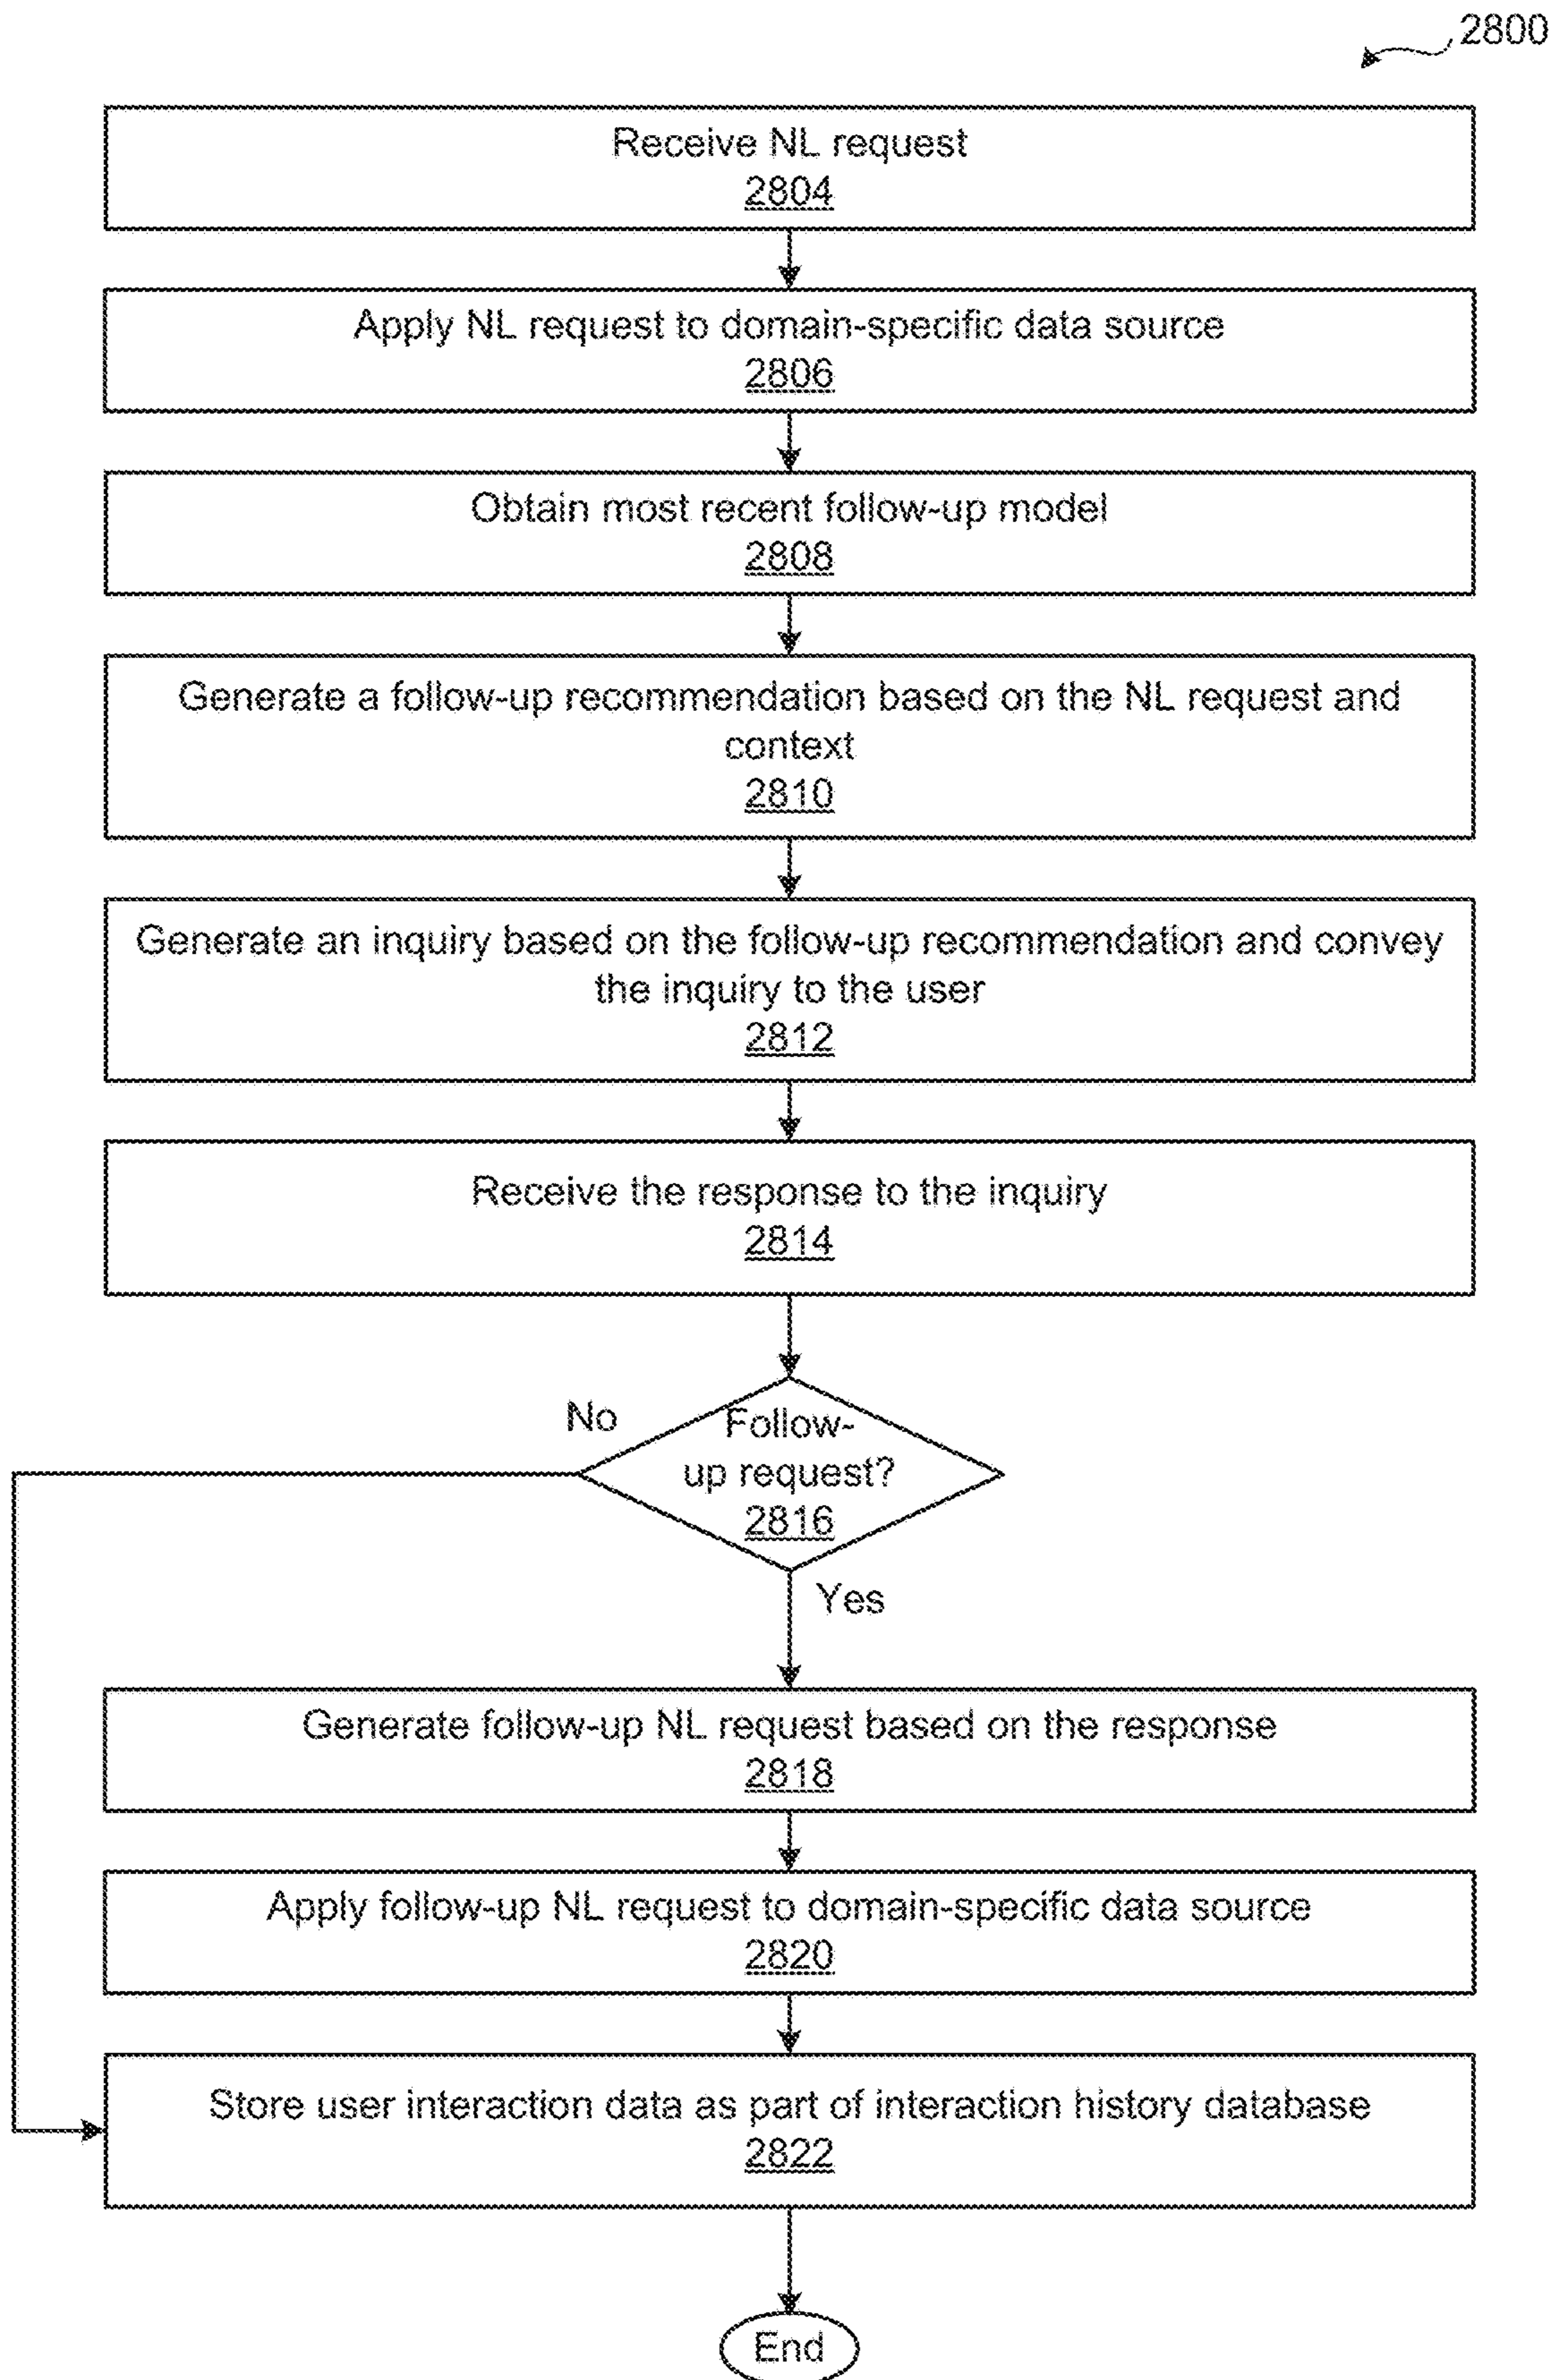 2800
Receive NL request
2804
Apply NL request to domain-specific data source
2806
Obtain most recent follow-up model
2808
Generate a follow-up recommendation based on the NL request and
context
2810
Generate an inquiry based on the follow-up recommendation and convey
the inquiry to the user
2812
Receive the response to the inquiry
2814
No
Follow-
up request?
2816
Yes
Generate follow-up NL request based on the response
2818
Apply follow-up NL request to domain-specific data source
2820
Store user interaction data as part of interaction history database
2822
End